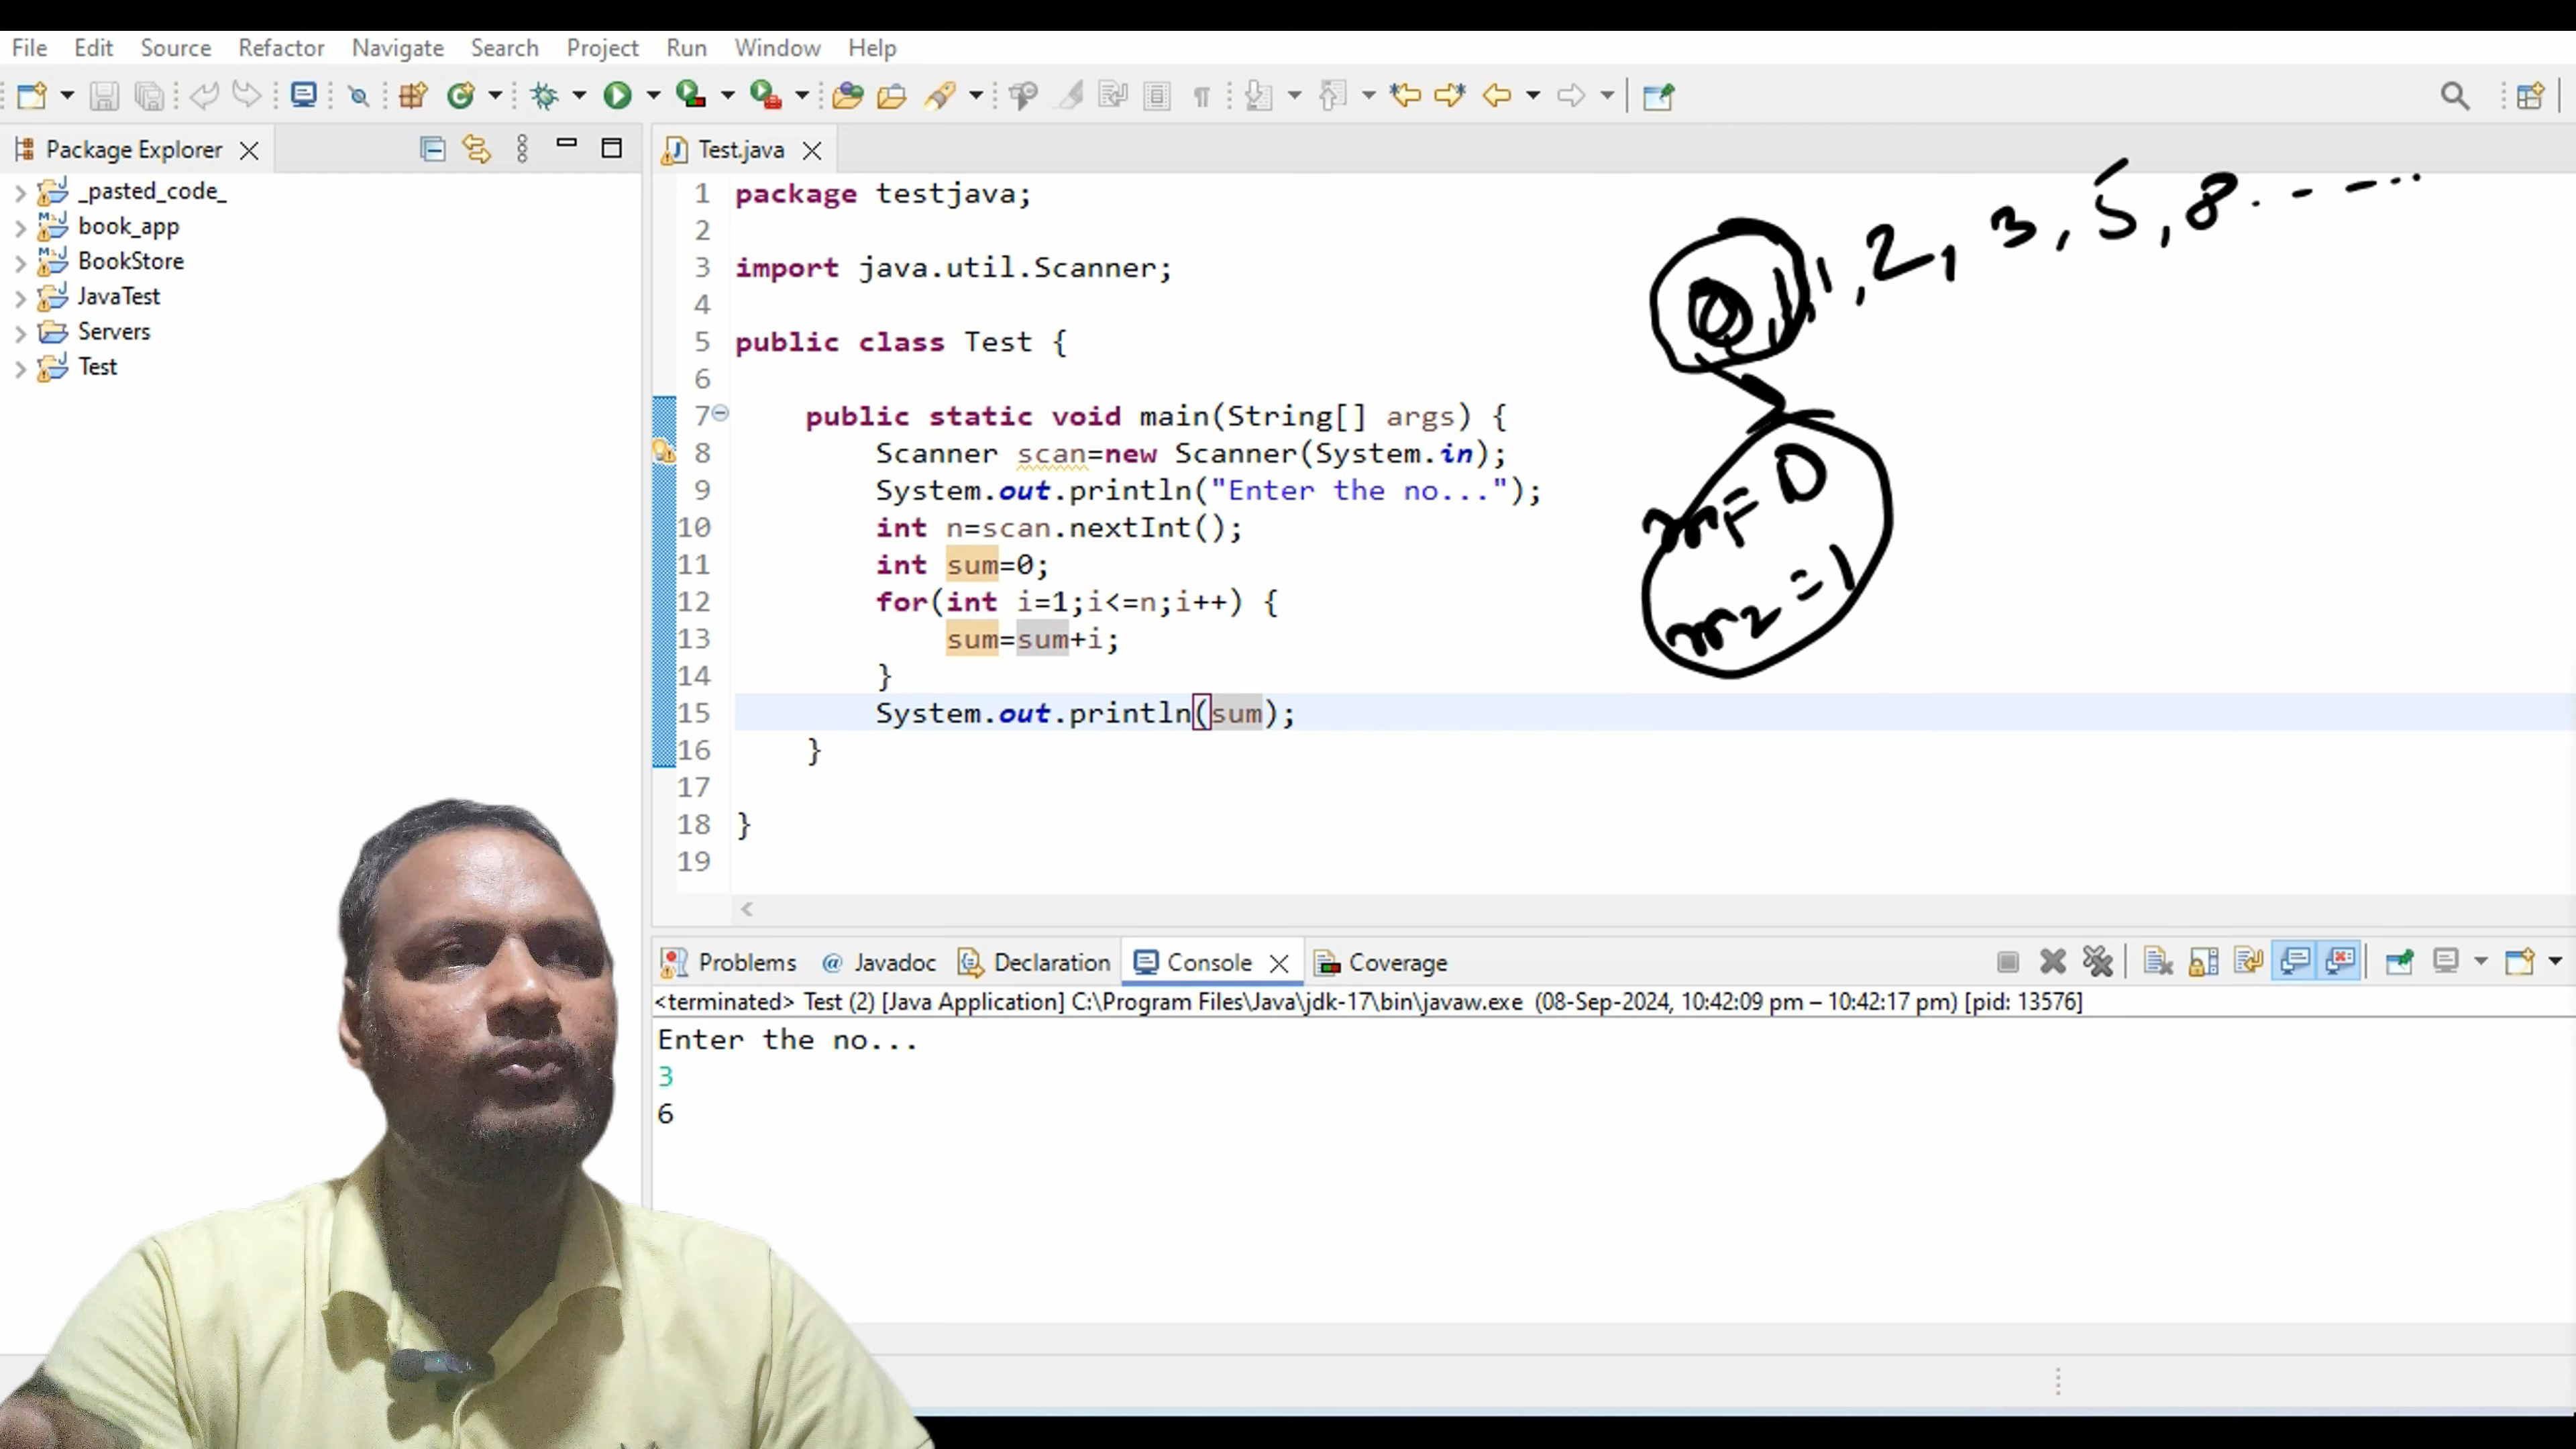 File Edit Source Refactor Navigate Search Project Run Window Help
Package Explorer
_pasted_code_
book_app
BookStore
JavaTest
Servers
Test
Test.java
1 package testjava;
2
3 import java.util.Scanner;
4
5 public class Test {
6
7 public static void main(String[] args) {
8 Scanner scan=new Scanner(System.in);
9 System.out.println("Enter the no...");
10 int n=scan.nextInt();
11 int sum=0;
12 for(int i=1;i<=n;i++) {
13 sum=sum+i;
14 }
15 System.out.println(sum);
16 }
17
18 }
19
0, 1, 1, 2, 3, 5, 8. - - ..
n1= 0
n2 = 1
Problems @ Javadoc Declaration Console Coverage
<terminated> Test (2) [Java Application] C:\Program Files\Java\jdk-17\bin\javaw.exe (08-Sep-2024, 10:42:09 pm – 10:42:17 pm) [pid: 13576]
Enter the no...
3
6